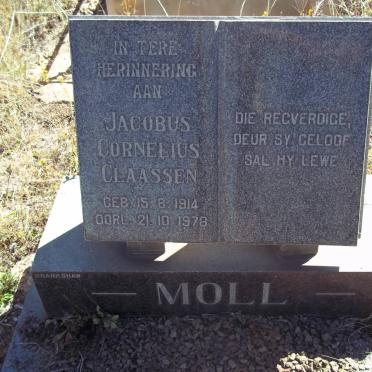 IN TERE
HERINNERING
AAN
JACOBUS
CORNELIUS
CLAASSEN
GEB. 15.8.1914
OORL. 21.10.1978
DIE REGVERDIGE,
DEUR SY GELOOF
SAL HY LEWE
— MOLL —